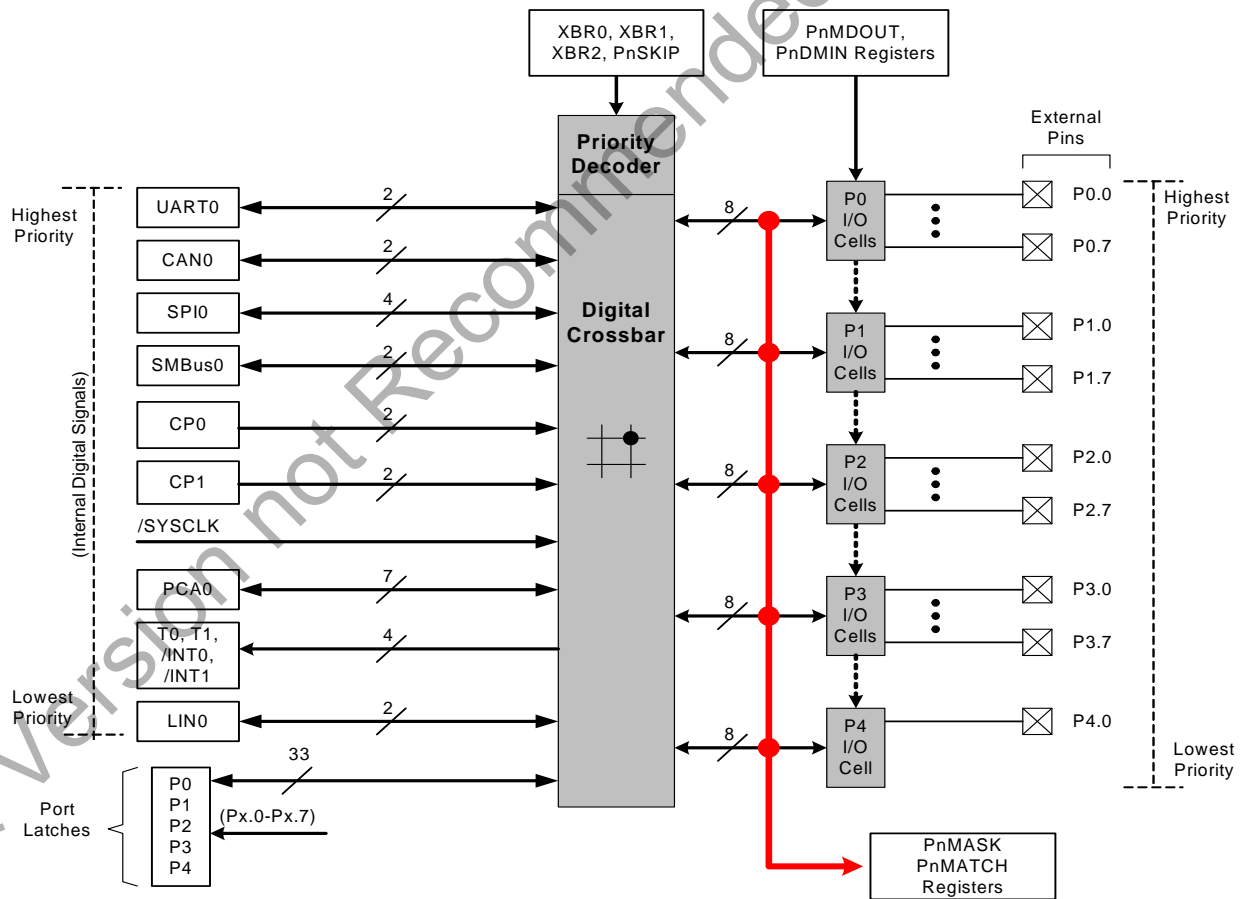 XBR0, XBR1,
XBR2, PnSKIP
PnMDOUT,
PnDMIN Registers
External
Pins
Priority
Decoder
Digital
Crossbar
Highest
Priority
(Internal Digital Signals)
Lowest
Priority
UART0
2
CAN0
2
SPI0
4
SMBus0
2
CP0
2
CP1
2
/SYSCLK
PCA0
7
T0, T1,
/INT0,
/INT1
4
LIN0
2
Port
Latches
P0
P1
P2
P3
P4
33
(Px.0-Px.7)
8
P0
I/O
Cells
P0.0
P0.7
8
P1
I/O
Cells
P1.0
P1.7
8
P2
I/O
Cells
P2.0
P2.7
8
P3
I/O
Cells
P3.0
P3.7
8
P4
I/O
Cell
P4.0
Highest
Priority
Lowest
Priority
PnMASK
PnMATCH
Registers
Version not Recommended